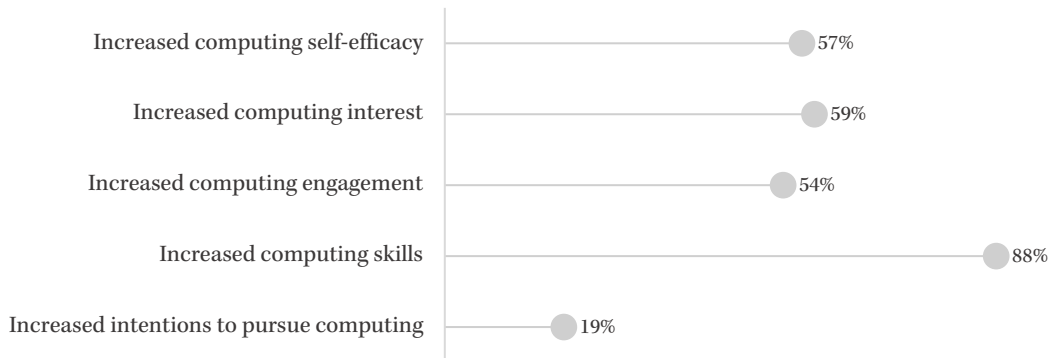 Increased computing self-efficacy 57%
Increased computing interest 59%
Increased computing engagement 54%
Increased computing skills 88%
Increased intentions to pursue computing 19%